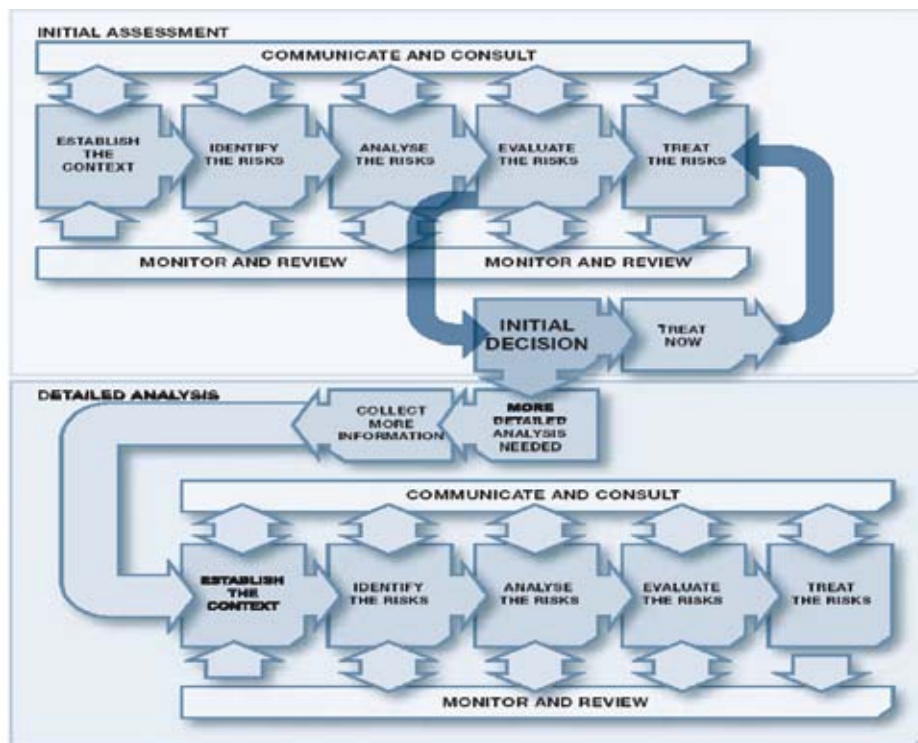 INITIAL ASSESSMENT
COMMUNICATE AND CONSULT
ESTABLISH
THE
CONTEXT
IDENTIFY
THE RISKS
ANALYSE
THE RISKS
EVALUATE
THE RISKS
TREAT
THE RISKS
MONITOR AND REVIEW
MONITOR AND REVIEW
INITIAL
DECISION
TREAT
NOW
DETAILED ANALYSIS
COLLECT
MORE
INFORMATION
MORE
DETAILED
ANALYSIS
NEEDED
COMMUNICATE AND CONSULT
ESTABLISH
THE
CONTEXT
IDENTIFY
THE RISKS
ANALYSE
THE RISKS
EVALUATE
THE RISKS
TREAT
THE RISKS
MONITOR AND REVIEW